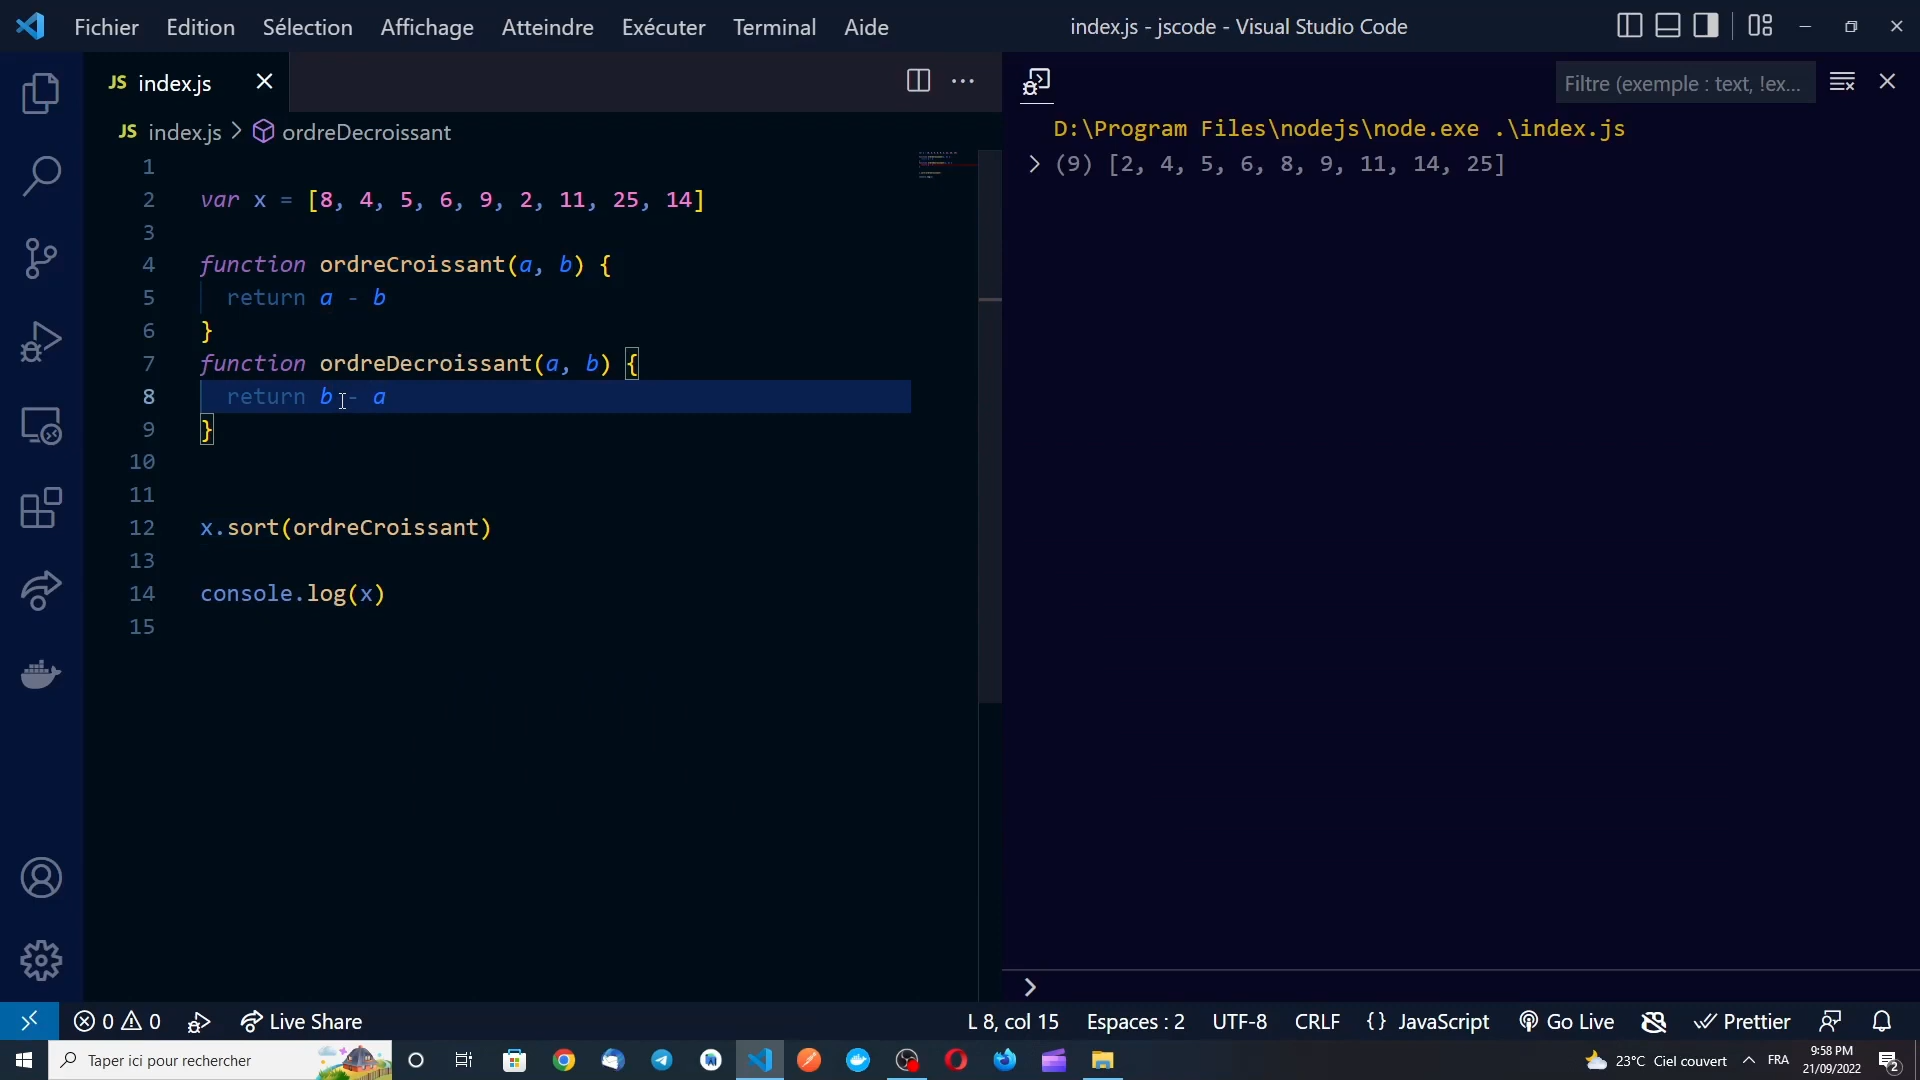 Fichier Edition Sélection Affichage Atteindre Exécuter Terminal Aide
index.js - jscode - Visual Studio Code
JS index.js
Filtre (exemple : text, !ex...
JS index.js > ordreDecroissant
1
2 var x = [8, 4, 5, 6, 9, 2, 11, 25, 14]
3
4 function ordreCroissant(a, b) {
5 return a - b
6 }
7 function ordreDecroissant(a, b) {
8 return b - a
9 }
10
11
12 x.sort(ordreCroissant)
13
14 console.log(x)
15
D:\Program Files\nodejs\node.exe .\index.js
> (9) [2, 4, 5, 6, 8, 9, 11, 14, 25]
>
0 0 Live Share
L 8, col 15 Espaces : 2 UTF-8 CRLF {} JavaScript Go Live Prettier
Taper ici pour rechercher
23°C Ciel couvert
FRA
9:58 PM
21/09/2022
2